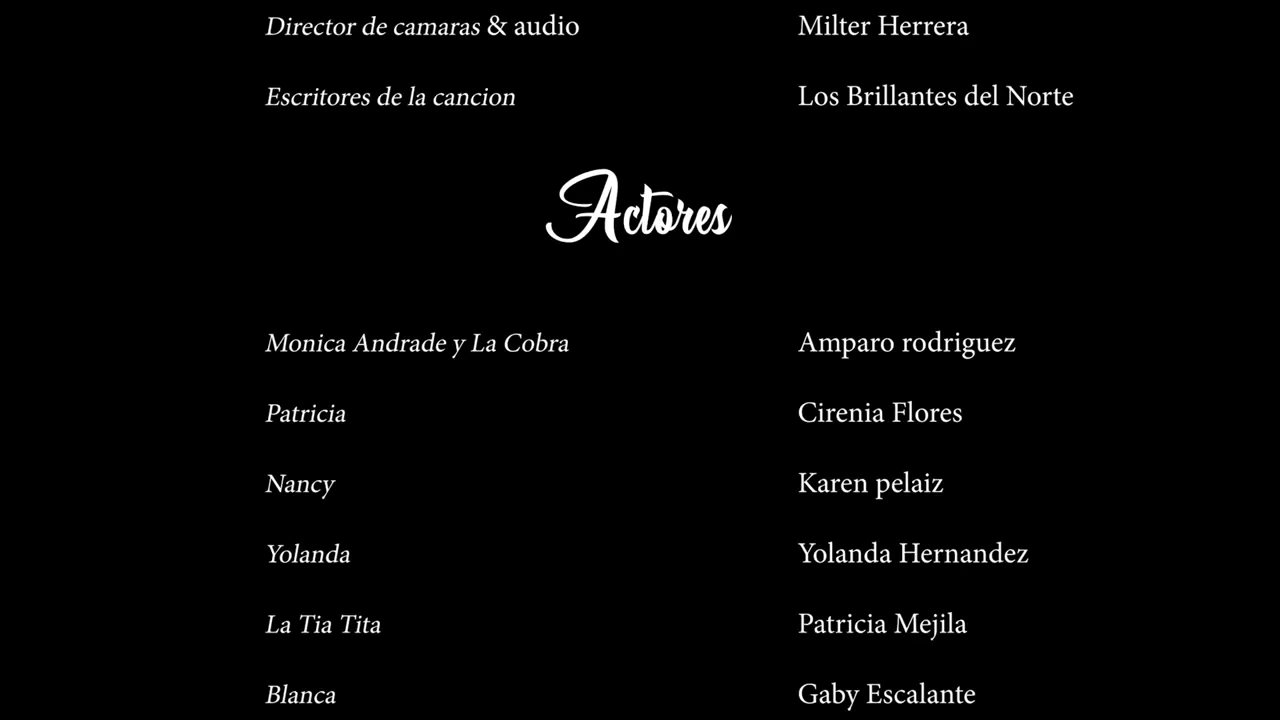 Director de camaras & audio Milter Herrera
Escritores de la cancion Los Brillantes del Norte
Actores
Monica Andrade y La Cobra Amparo rodriguez
Patricia Cirenia Flores
Nancy Karen pelaiz
Yolanda Yolanda Hernandez
La Tia Tita Patricia Mejila
Blanca Gaby Escalante